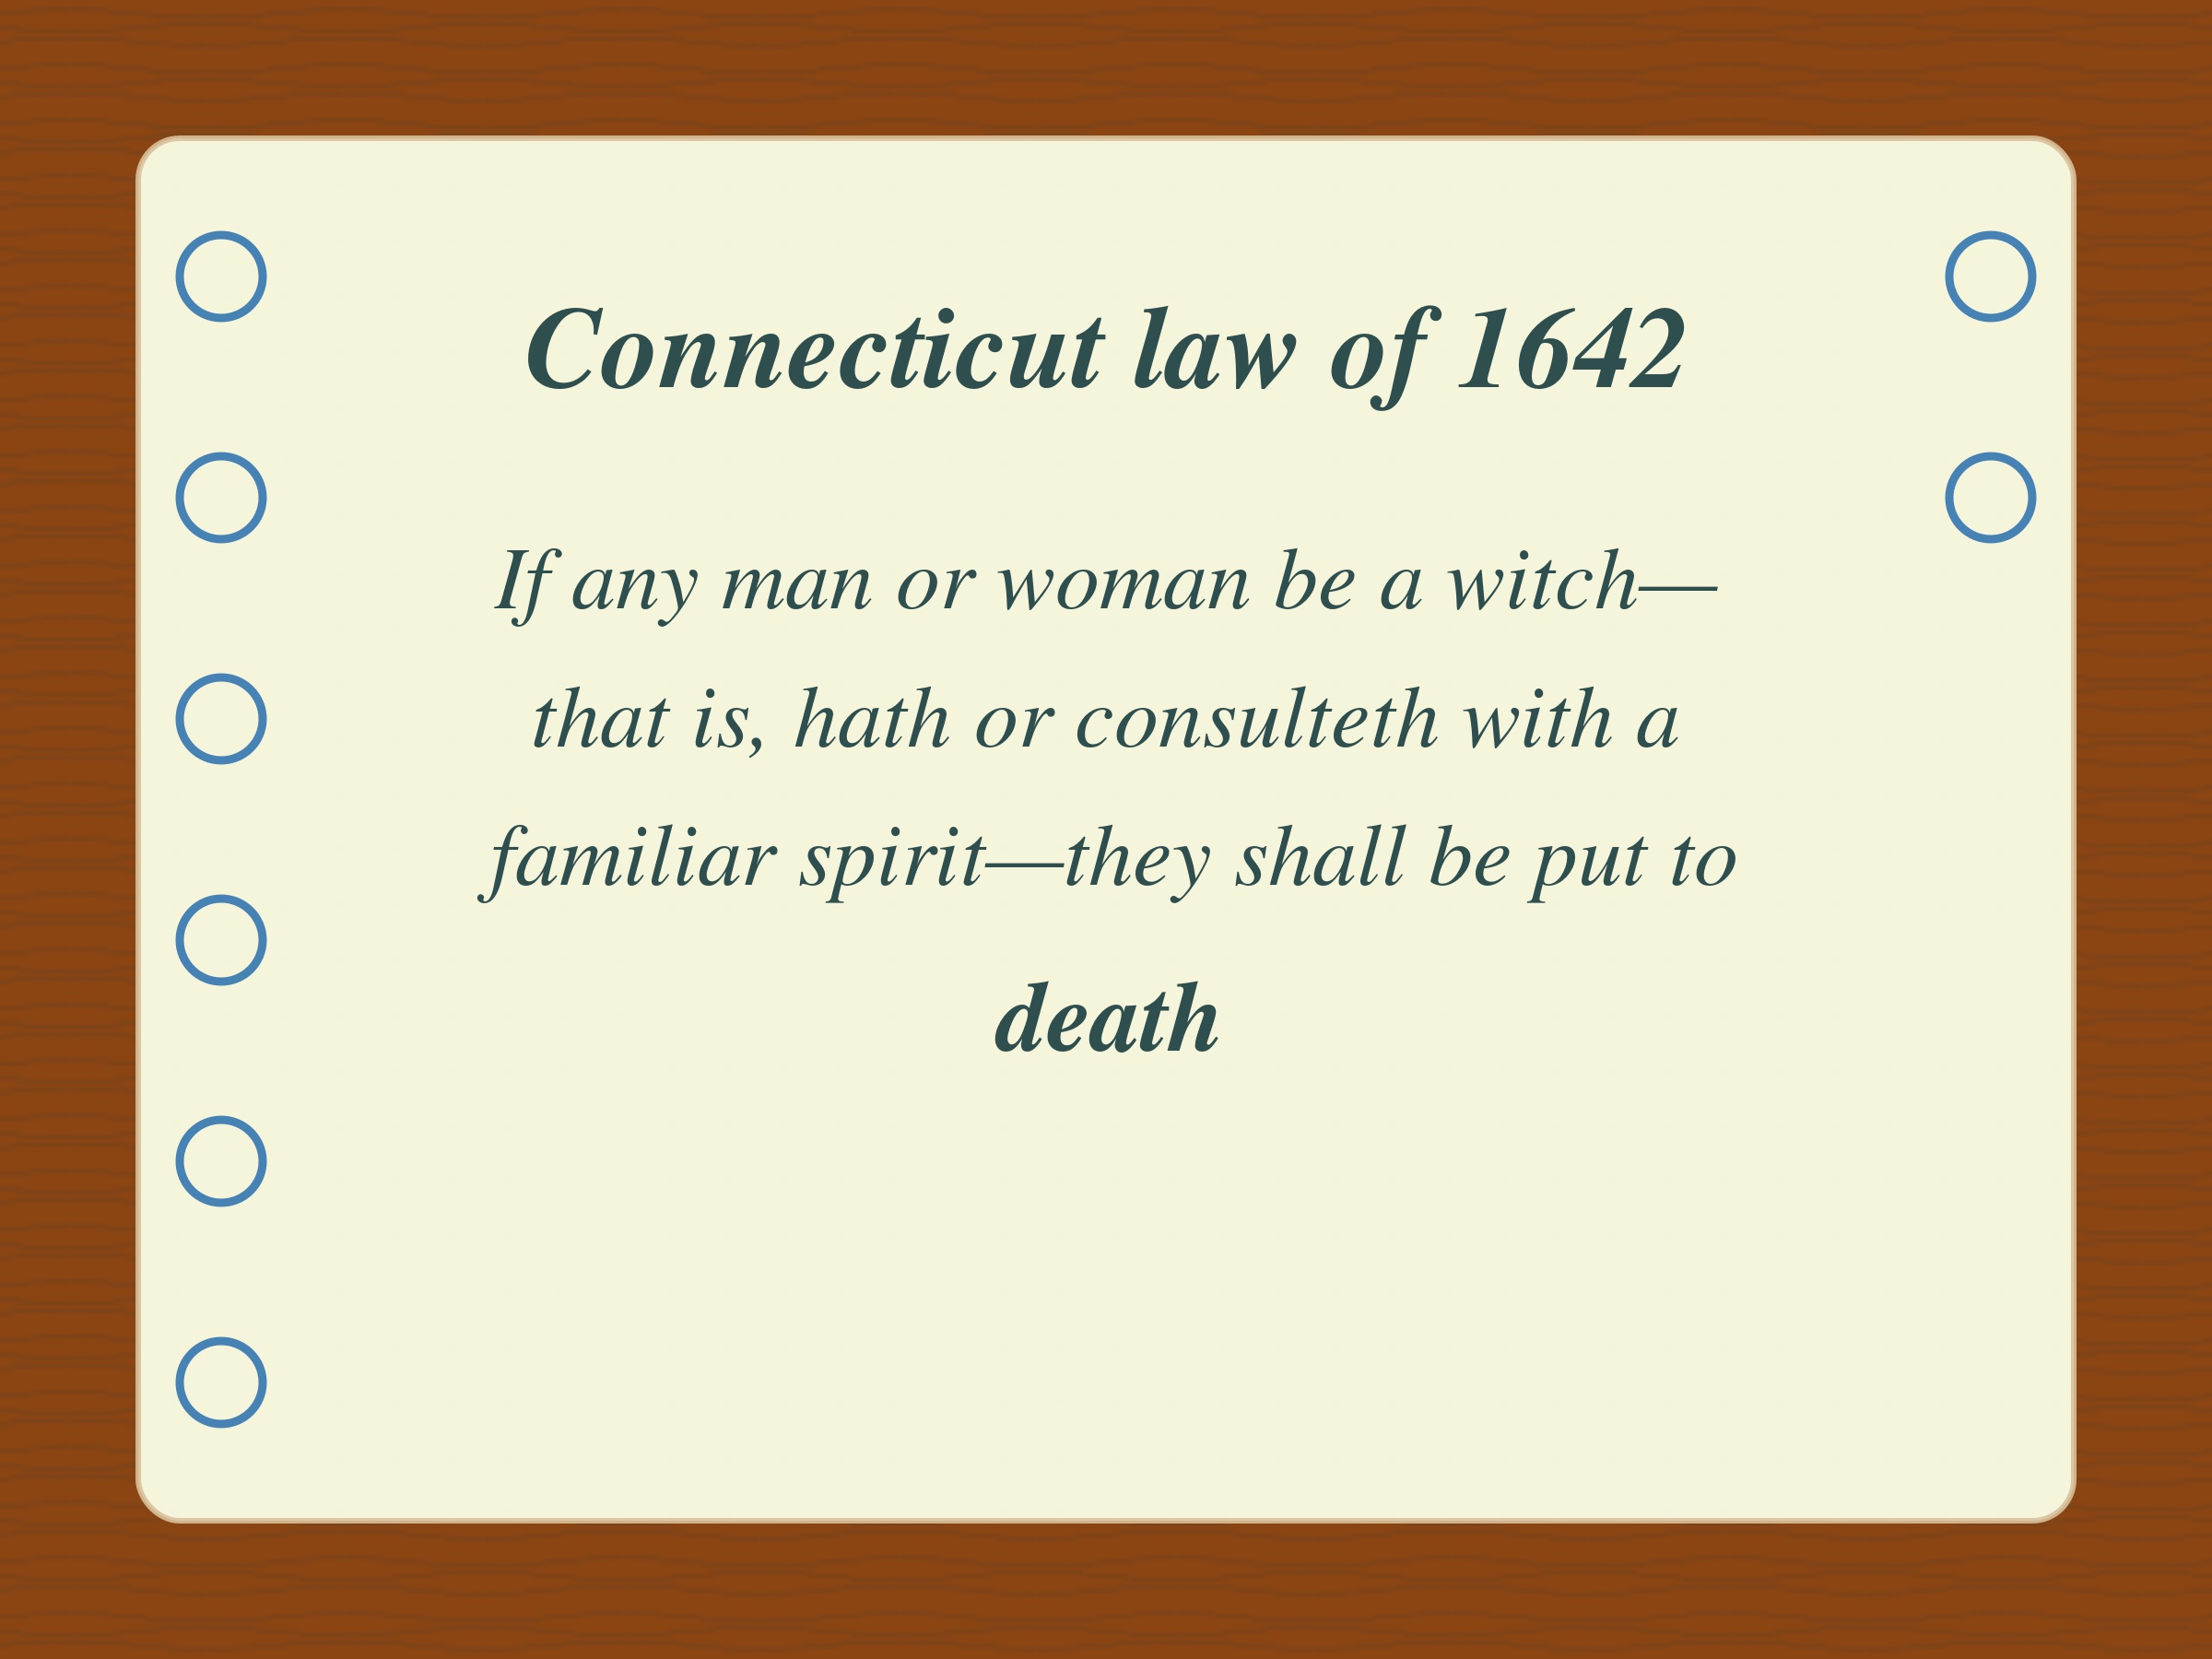 Connecticut law of 1642
If any man or woman be a witch—
that is, hath or consulteth with a
familiar spirit—they shall be put to
death